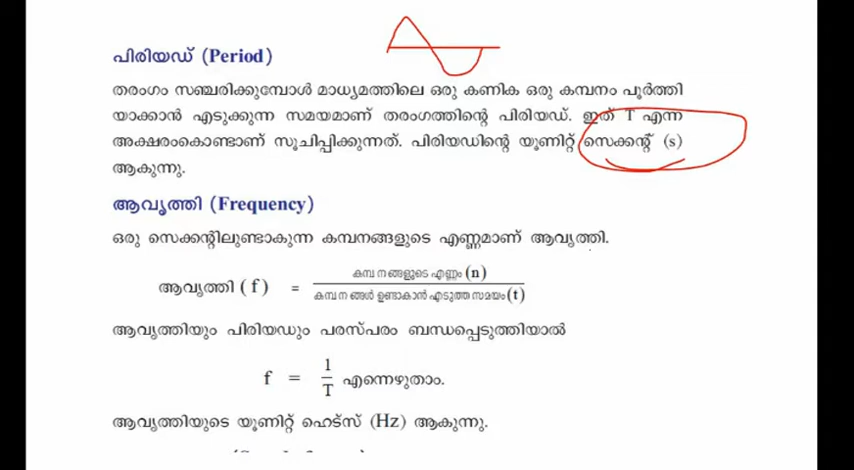 പിരിയഡ് (Period)
തരംഗം സഞ്ചരിക്കുമ്പോൾ മാധ്യമത്തിലെ ഒരു കണിക ഒരു കമ്പനം പൂർത്തി
യാക്കാൻ എടുക്കുന്ന സമയമാണ് തരംഗത്തിന്റെ പിരിയഡ്. ഇത് T എന്ന
അക്ഷരംകൊണ്ടാണ് സൂചിപ്പിക്കുന്നത്. പിരിയഡിന്റെ യൂണിറ്റ് സെക്കന്റ് (s)
ആകുന്നു.
ആവൃത്തി (Frequency)
ഒരു സെക്കന്റിലുണ്ടാകുന്ന കമ്പനങ്ങളുടെ എണ്ണമാണ് ആവൃത്തി.
ആവൃത്തി (f) = കമ്പനങ്ങളുടെ എണ്ണം (n)
കമ്പനങ്ങൾ ഉണ്ടാകാൻ എടുത്ത സമയം (t)
ആവൃത്തിയും പിരിയഡും പരസ്പരം ബന്ധപ്പെടുത്തിയാൽ
f = 1
T എന്നെഴുതാം.
ആവൃത്തിയുടെ യൂണിറ്റ് ഹെട്സ് (Hz) ആകുന്നു.